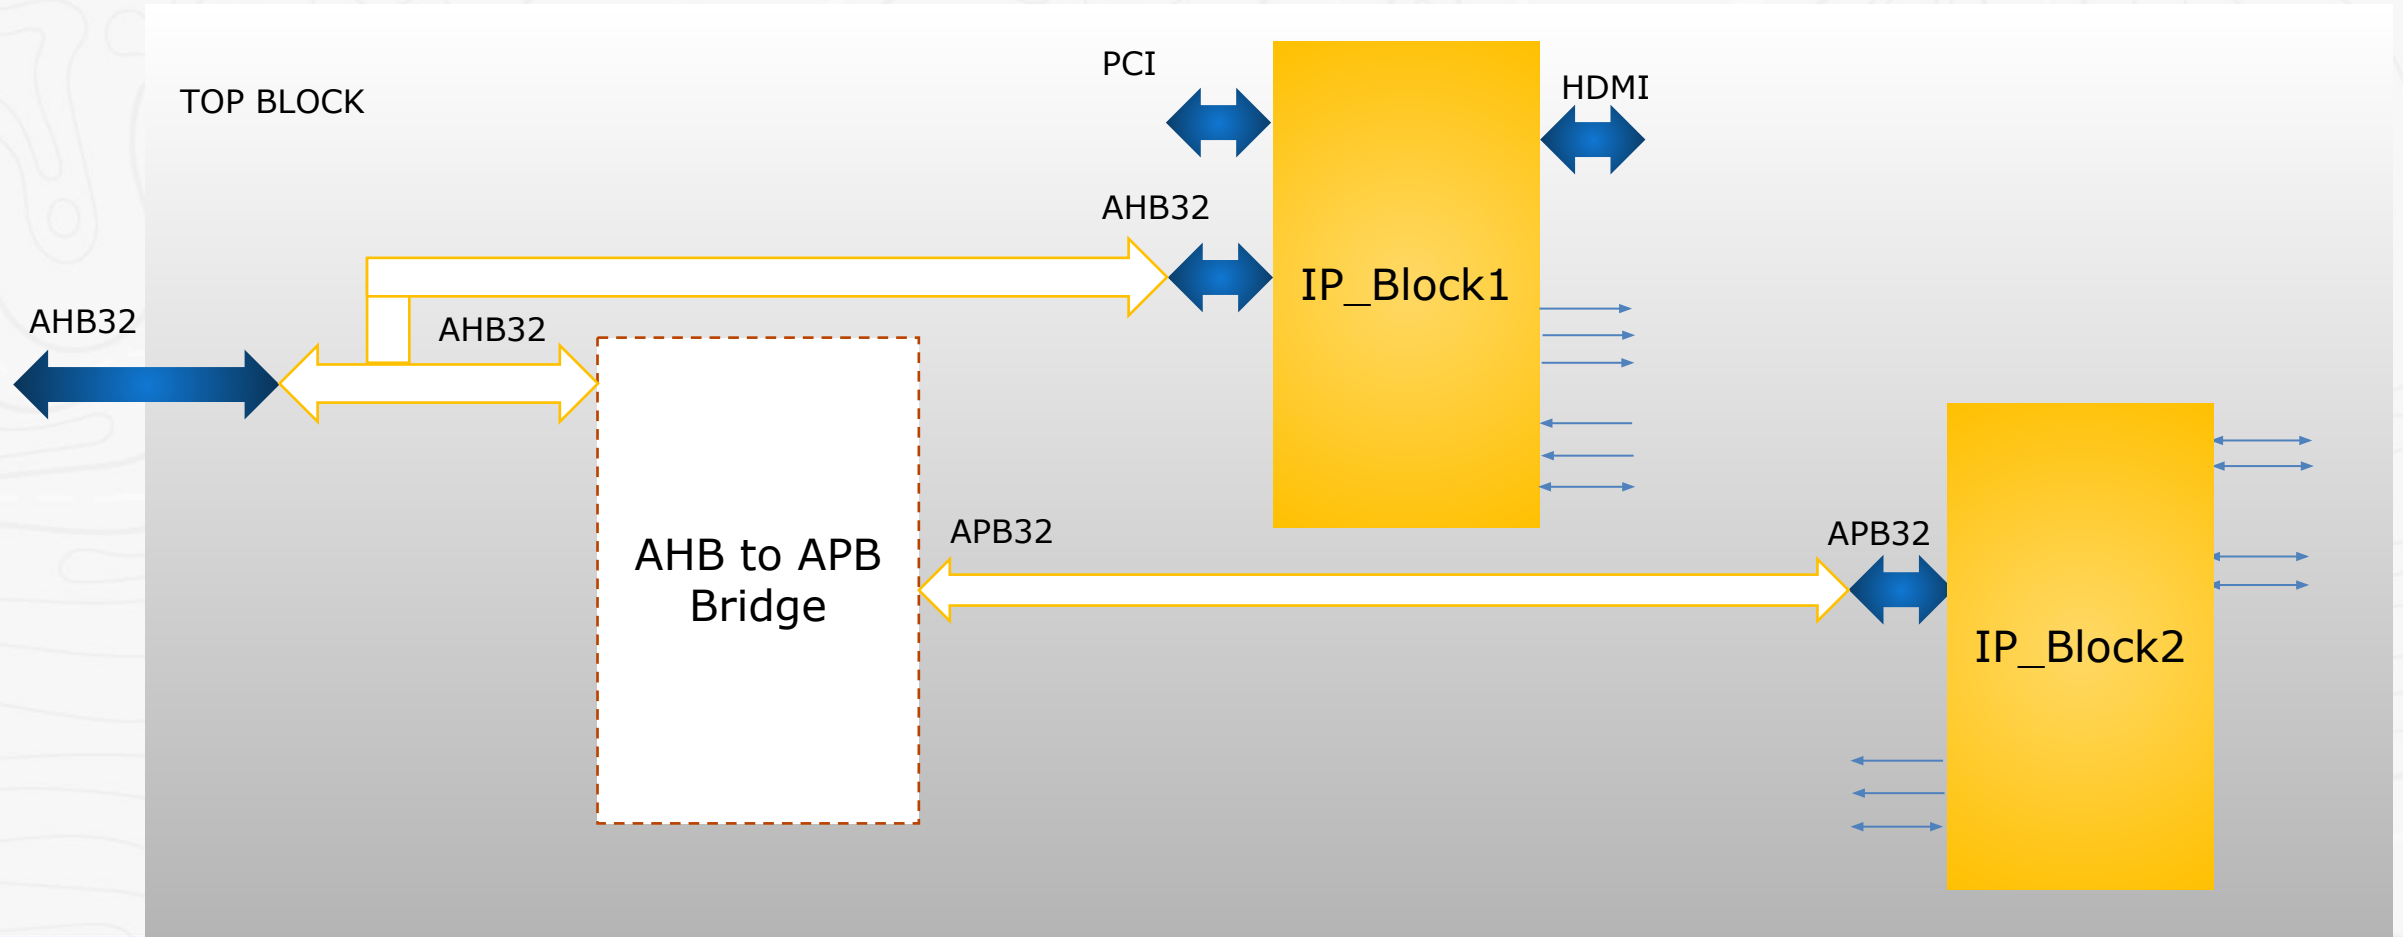 PCI
HDMI
TOP BLOCK
AHB32
IP_Block1
AHB32
AHB32
APB32
APB32
AHB to APB
Bridge
IP_Block2